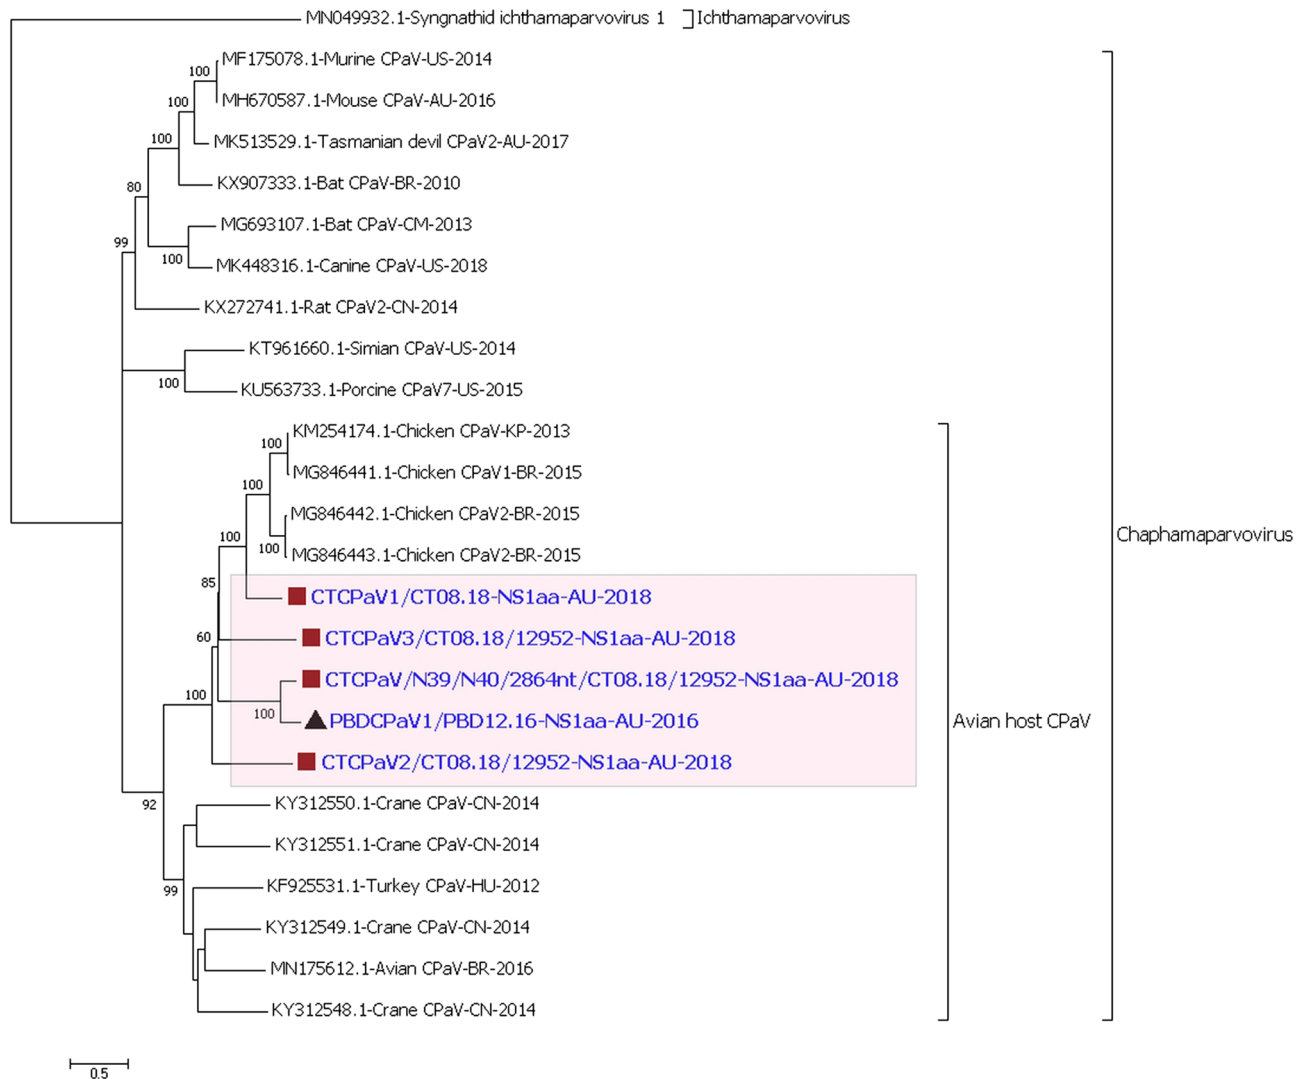 MN049932.1-Syngnathid ichthamaparvovirus 1
Ichthamaparvovirus
MF175078.1-Murine CPaV-US-2014
100
MH670587.1-Mouse CPaV-AU-2016
100
MK513529.1-Tasmanian devil CPaV2-AU-2017
100
KX907333.1-Bat CPaV-BR-2010
80
MG693107.1-Bat CPaV-CM-2013
99
100
MK448316.1-Canine CPaV-US-2018
KX272741.1-Rat CPaV2-CN-2014
KT961660.1-Simian CPaV-US-2014
100
KU563733.1-Porcine CPaV7-US-2015
KM254174.1-Chicken CPaV-KP-2013
100
MG846441.1-Chicken CPaV1-BR-2015
100
MG846442.1-Chicken CPaV2-BR-2015
100
100
MG846443.1-Chicken CPaV2-BR-2015
Chaphamaparvovirus
85
CTCPaV1/CT08.18-NS1aa-AU-2018
60
CTCPaV3/CT08.18/12952-NS1aa-AU-2018
CTCPaV/N39/N40/2864nt/CT08.18/12952-NS1aa-AU-2018
100
100
PBDCPaV1/PBD12.16-NS1aa-AU-2016
Avian host CPaV
CTCPaV2/CT08.18/12952-NS1aa-AU-2018
92
KY312550.1-Crane CPaV-CN-2014
KY312551.1-Crane CPaV-CN-2014
99
KF925531.1-Turkey CPaV-HU-2012
KY312549.1-Crane CPaV-CN-2014
MN175612.1-Avian CPaV-BR-2016
KY312548.1-Crane CPaV-CN-2014
0.5